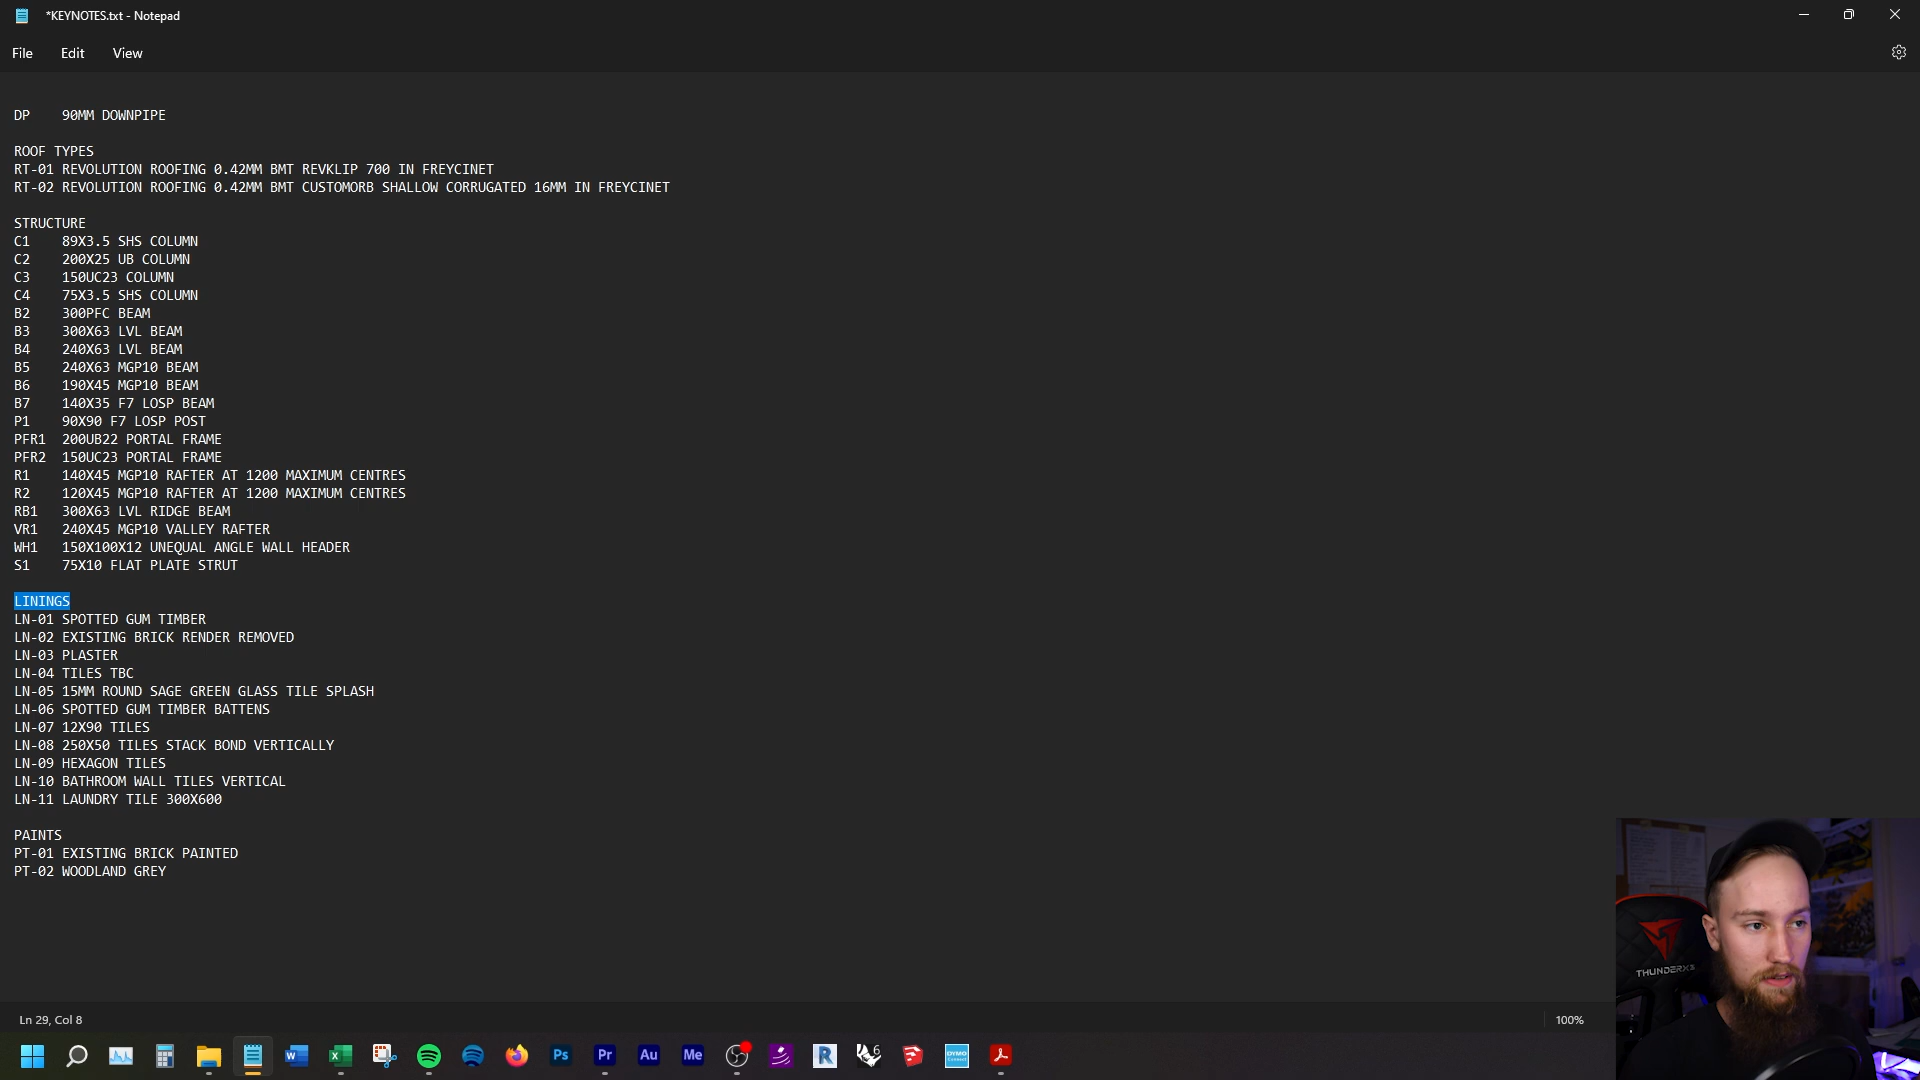 *KEYNOTES.txt - Notepad
File Edit View
DP 90MM DOWNPIPE
ROOF TYPES
RT-01 REVOLUTION ROOFING 0.42MM BMT REVKLIP 700 IN FREYCINET
RT-02 REVOLUTION ROOFING 0.42MM BMT CUSTOMORB SHALLOW CORRUGATED 16MM IN FREYCINET
STRUCTURE
C1 89X3.5 SHS COLUMN
C2 200X25 UB COLUMN
C3 150UC23 COLUMN
C4 75X3.5 SHS COLUMN
B2 300PFC BEAM
B3 300X63 LVL BEAM
B4 240X63 LVL BEAM
B5 240X63 MGP10 BEAM
B6 190X45 MGP10 BEAM
B7 140X35 F7 LOSP BEAM
P1 90X90 F7 LOSP POST
PFR1 200UB22 PORTAL FRAME
PFR2 150UC23 PORTAL FRAME
R1 140X45 MGP10 RAFTER AT 1200 MAXIMUM CENTRES
R2 120X45 MGP10 RAFTER AT 1200 MAXIMUM CENTRES
RB1 300X63 LVL RIDGE BEAM
VR1 240X45 MGP10 VALLEY RAFTER
WH1 150X100X12 UNEQUAL ANGLE WALL HEADER
S1 75X10 FLAT PLATE STRUT
LININGS
LN-01 SPOTTED GUM TIMBER
LN-02 EXISTING BRICK RENDER REMOVED
LN-03 PLASTER
LN-04 TILES TBC
LN-05 15MM ROUND SAGE GREEN GLASS TILE SPLASH
LN-06 SPOTTED GUM TIMBER BATTENS
LN-07 12X90 TILES
LN-08 250X50 TILES STACK BOND VERTICALLY
LN-09 HEXAGON TILES
LN-10 BATHROOM WALL TILES VERTICAL
LN-11 LAUNDRY TILE 300X600
PAINTS
PT-01 EXISTING BRICK PAINTED
PT-02 WOODLAND GREY
THUNDERX3
Ln 29, Col 8 100%
W X Ps Pr Au Me R 6 DYMO